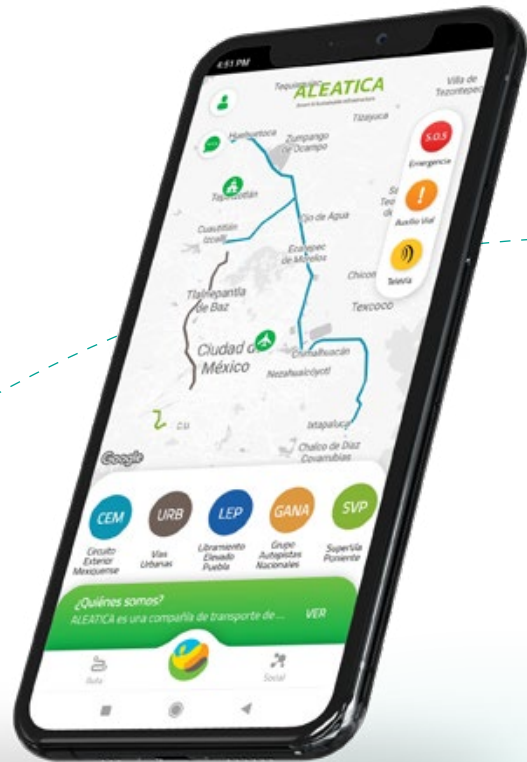 4:51 PM
ALEATICA
Villa de
Tezontepec
Tizayuca
Huehuetoca
Zumpango
de Ocampo
S.O.S
Emergencia
Auxilio Vial
Televía
Ojo de Agua
Cuautitlán
Izcalli
Ecatepec
de Morelos
Tlalnepantla
de Baz
Texcoco
Ciudad de
México
Chimalhuacán
Nezahualcóyotl
C.U.
Ixtapaluca
Chalco de Díaz
Covarrubias
Google
CEM
URB
LEP
GANA
SVP
Circuito
Exterior
Mexiquense
Vías
Urbanas
Libramiento
Elevado
Puebla
Grupo
Autopistas
Nacionales
SuperVía
Poniente
¿Quiénes somos?
ALEATICA es una compañía de transporte de ...
VER
Ruta
Social